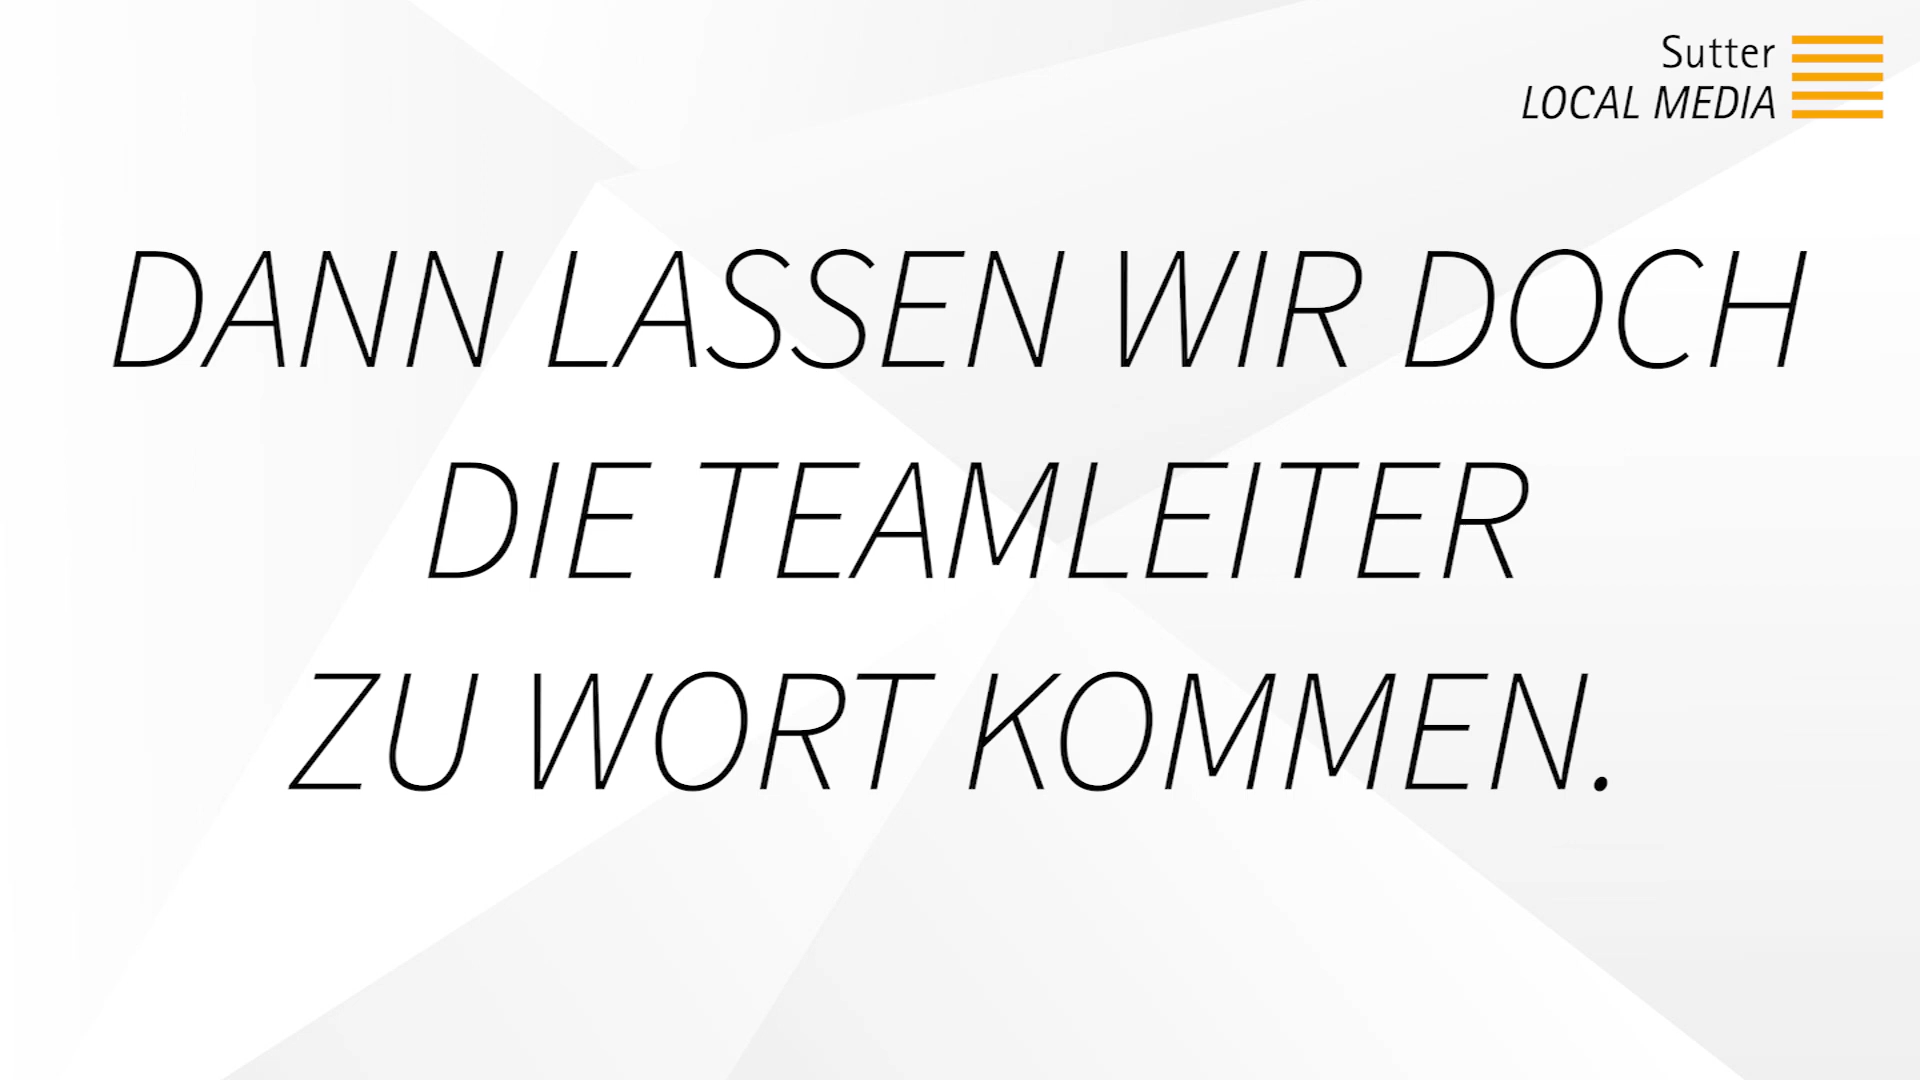 Sutter
LOCAL MEDIA
DANN LASSEN WIR DOCH
DIE TEAMLEITER
ZU WORT KOMMEN.